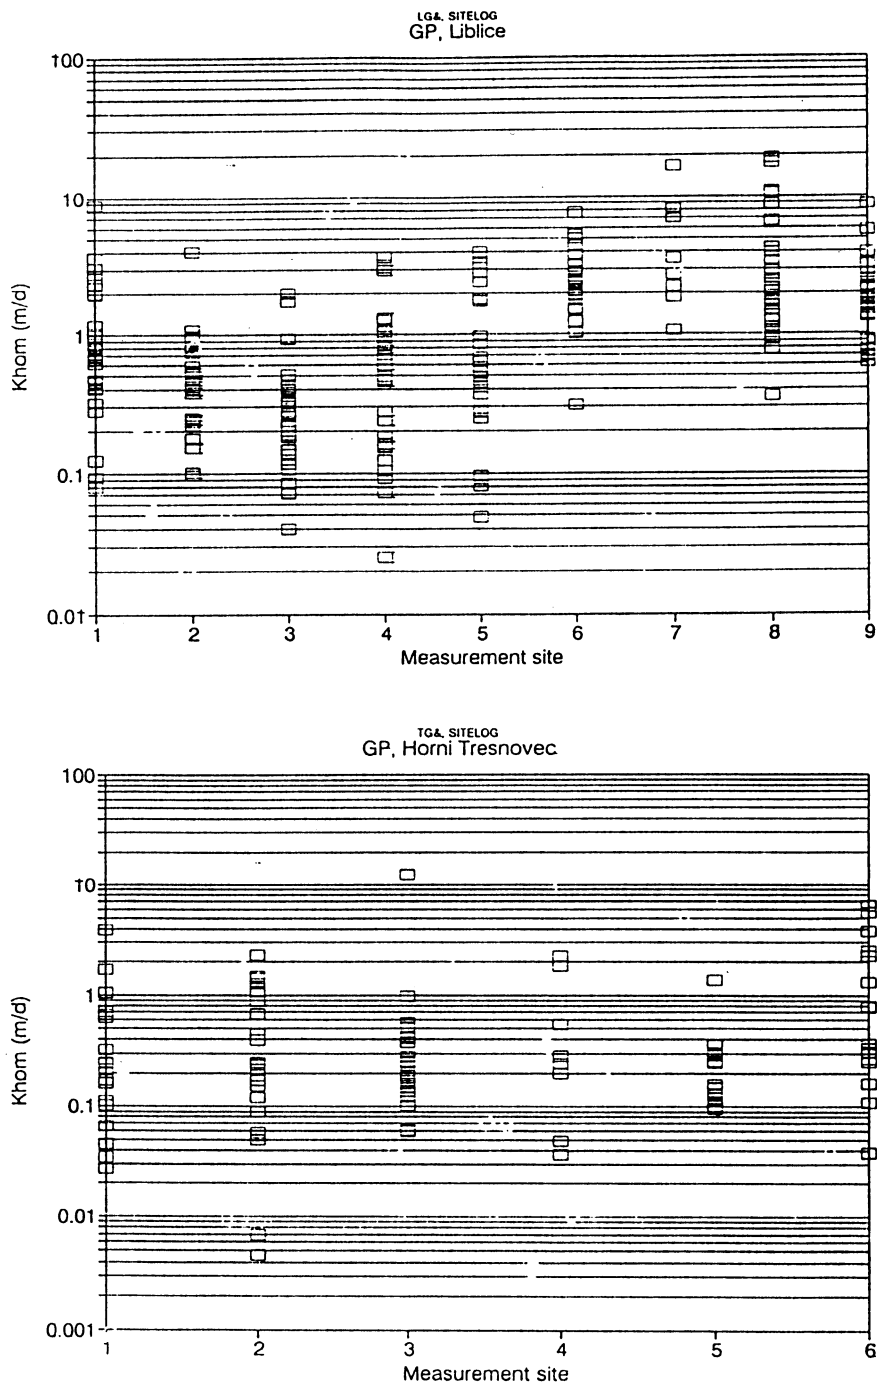 LG&, SITELOG
GP, Liblice
100
10
1
0.1
0.01
Khom (m/d)
1 2 3 4 5 6 7 8 9
Measurement site
TG&, SITELOG
GP, Horni Tresnovec
100
10
1
0.1
0.01
0.001
Khom (m/d)
1 2 3 4 5 6
Measurement site